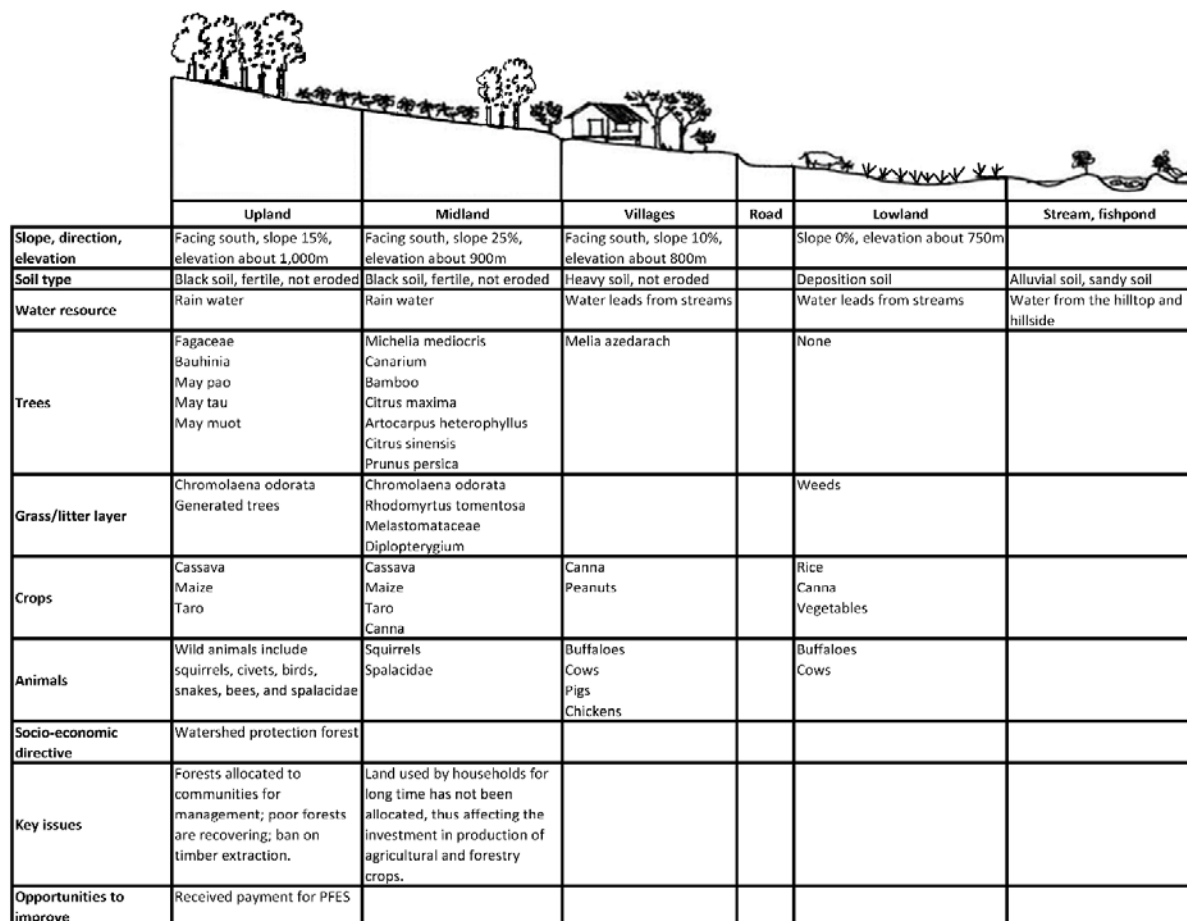 Upland Midland Villages Road Lowland Stream, fishpond
Slope, direction, elevation
Facing south, slope 15%, elevation about 1,000m
Facing south, slope 25%, elevation about 900m
Facing south, slope 10%, elevation about 800m
Slope 0%, elevation about 750m
Soil type
Black soil, fertile, not eroded
Black soil, fertile, not eroded
Heavy soil, not eroded
Deposition soil
Alluvial soil, sandy soil
Water resource
Rain water
Rain water
Water leads from streams
Water leads from streams
Water from the hilltop and
hillside
Trees
Fagaceae
Bauhinia
May pao
May tau
May muot
Michelia mediocris
Canarium
Bamboo
Citrus maxima
Artocarpus heterophyllus
Citrus sinensis
Prunus persica
Melia azedarach
None
Grass/litter layer
Chromolaena odorata
Generated trees
Chromolaena odorata
Rhodomyrtus tomentosa
Melastomataceae
Diplopterygium
Weeds
Crops
Cassava
Maize
Taro
Cassava
Maize
Taro
Canna
Canna
Peanuts
Rice
Canna
Vegetables
Animals
Wild animals include
squirrels, civets, birds,
snakes, bees, and spalacidae
Squirrels
Spalacidae
Buffaloes
Cows
Pigs
Chickens
Buffaloes
Cows
Socio-economic
directive
Watershed protection forest
Key issues
Forests allocated to
communities for
management; poor forests
are recovering; ban on
timber extraction.
Land used by households for
long time has not been
allocated, thus affecting the
investment in production of
agricultural and forestry
crops.
Opportunities to
improve
Received payment for PFES